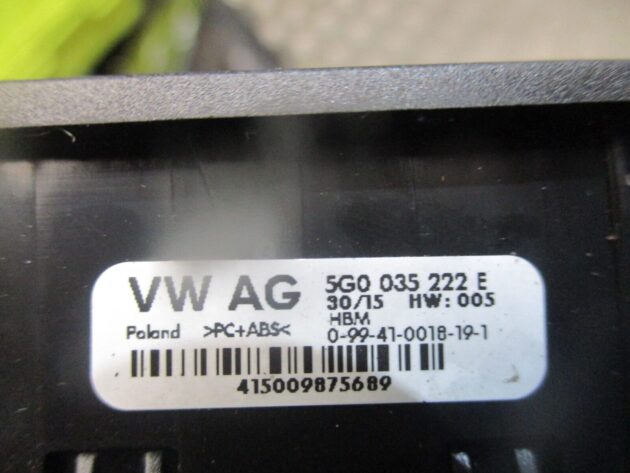 VW AG 5G0 035 222 E
30/15 HW: 005
HBM
Poland >PC+ABS< 0-99-41-0018-19-1
415009875689